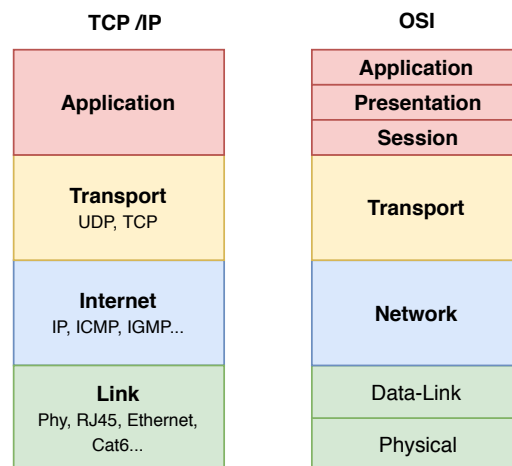 TCP /IP
Application
Transport
UDP, TCP
Internet
IP, ICMP, IGMP...
Link
Phy, RJ45, Ethernet,
Cat6...
OSI
Application
Presentation
Session
Transport
Network
Data-Link
Physical